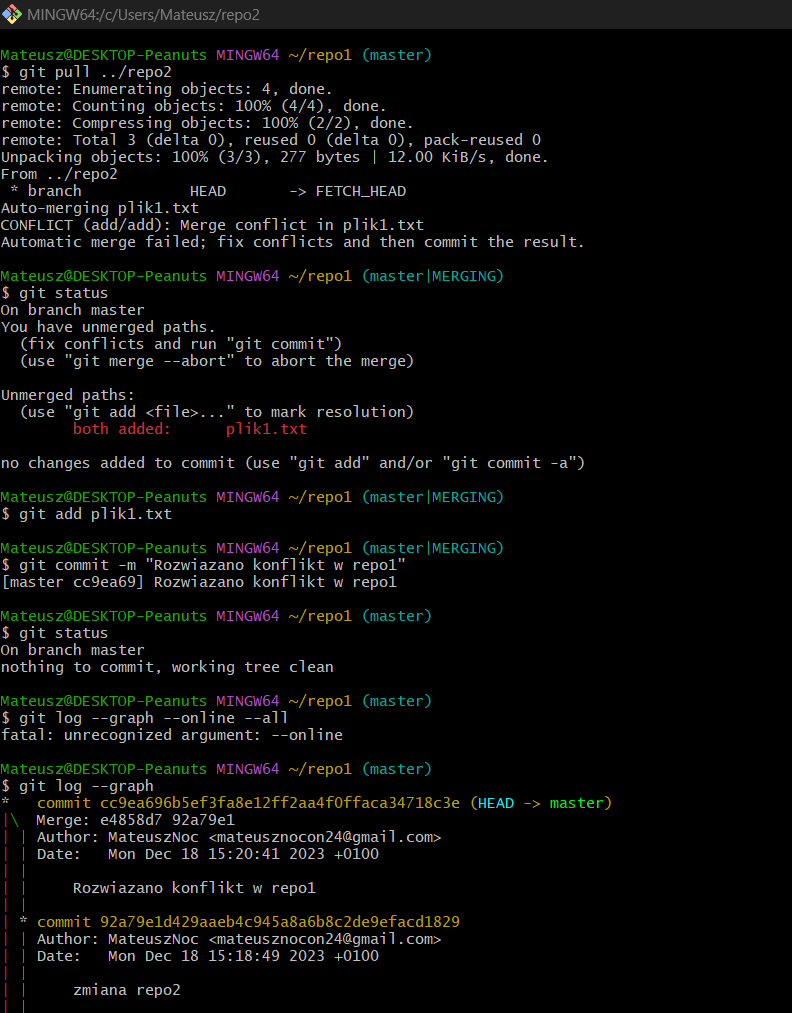 MINGW64:/c/Users/Mateusz/repo2
Mateusz@DESKTOP-Peanuts MINGW64 ~/repo1 (master)
$ git pull ../repo2
remote: Enumerating objects: 4, done.
remote: Counting objects: 100% (4/4), done.
remote: Compressing objects: 100% (2/2), done.
remote: Total 3 (delta 0), reused 0 (delta 0), pack-reused 0
Unpacking objects: 100% (3/3), 277 bytes | 12.00 KiB/s, done.
From ../repo2
 * branch            HEAD       -> FETCH_HEAD
Auto-merging plik1.txt
CONFLICT (add/add): Merge conflict in plik1.txt
Automatic merge failed; fix conflicts and then commit the result.
Mateusz@DESKTOP-Peanuts MINGW64 ~/repo1 (master|MERGING)
$ git status
On branch master
You have unmerged paths.
  (fix conflicts and run "git commit")
  (use "git merge --abort" to abort the merge)
Unmerged paths:
  (use "git add <file>..." to mark resolution)
        both added:      plik1.txt
no changes added to commit (use "git add" and/or "git commit -a")
Mateusz@DESKTOP-Peanuts MINGW64 ~/repo1 (master|MERGING)
$ git add plik1.txt
Mateusz@DESKTOP-Peanuts MINGW64 ~/repo1 (master|MERGING)
$ git commit -m "Rozwiazano konflikt w repo1"
[master cc9ea69] Rozwiazano konflikt w repo1
Mateusz@DESKTOP-Peanuts MINGW64 ~/repo1 (master)
$ git status
On branch master
nothing to commit, working tree clean
Mateusz@DESKTOP-Peanuts MINGW64 ~/repo1 (master)
$ git log --graph --online --all
fatal: unrecognized argument: --online
Mateusz@DESKTOP-Peanuts MINGW64 ~/repo1 (master)
$ git log --graph
*   commit cc9ea696b5ef3fa8e12ff2aa4f0ffaca34718c3e (HEAD -> master)
|\  Merge: e4858d7 92a79e1
| | Author: MateuszNoc <mateusznocon24@gmail.com>
| | Date:   Mon Dec 18 15:20:41 2023 +0100
| |
| |     Rozwiazano konflikt w repo1
| |
| * commit 92a79e1d429aaeb4c945a8a6b8c2de9efacd1829
| | Author: MateuszNoc <mateusznocon24@gmail.com>
| | Date:   Mon Dec 18 15:18:49 2023 +0100
| |
| |     zmiana repo2
| |